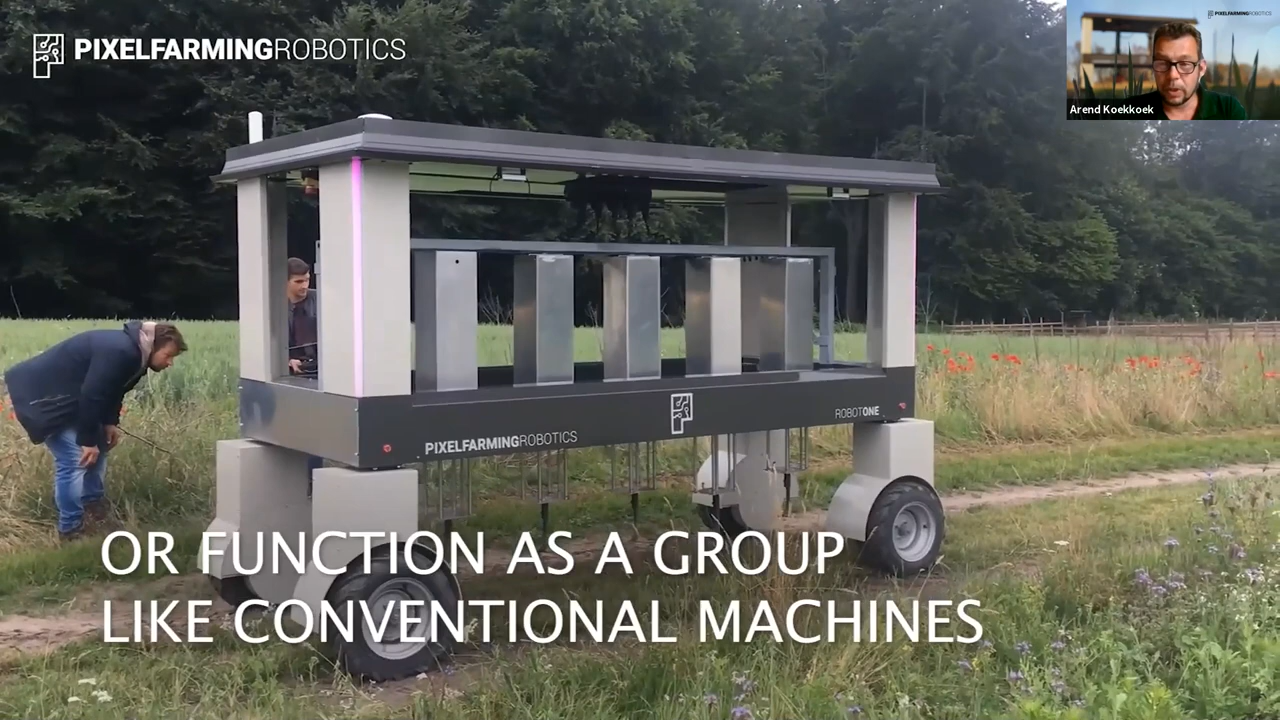 PIXELFARMINGROBOTICS
PIXELFARMINGROBOTICS
Arend Koekkoek
ROBOTONE
PIXELFARMINGROBOTICS
OR FUNCTION AS A GROUP
LIKE CONVENTIONAL MACHINES